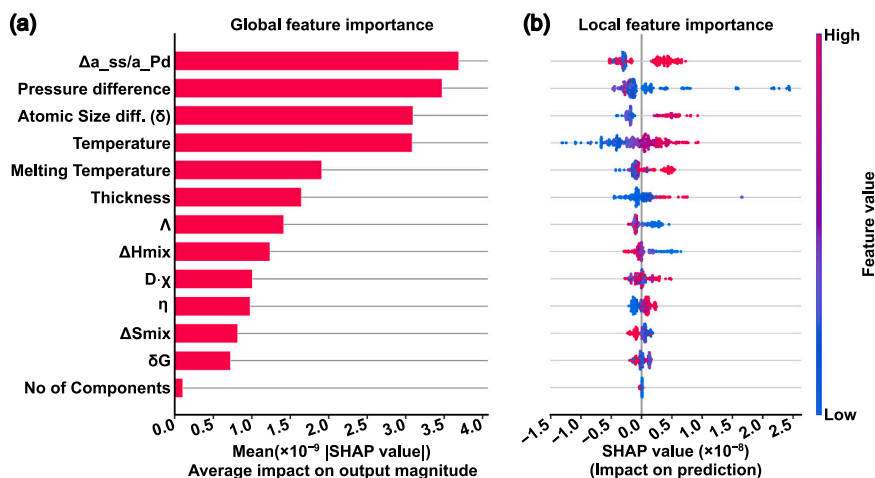 (a)
Global feature importance
Δa_ss/a_Pd
Pressure difference
Atomic Size diff. (δ)
Temperature
Melting Temperature
Thickness
Λ
ΔHmix
D·χ
η
ΔSmix
δG
No of Components
0.0 0.5 1.0 1.5 2.0 2.5 3.0 3.5 4.0
Mean(×10⁻⁹ |SHAP value|)
Average impact on output magnitude
(b)
Local feature importance
−1.5 −1.0 −0.5 0.0 0.5 1.0 1.5 2.0 2.5
SHAP value (×10⁻⁸)
(Impact on prediction)
High
Feature value
Low